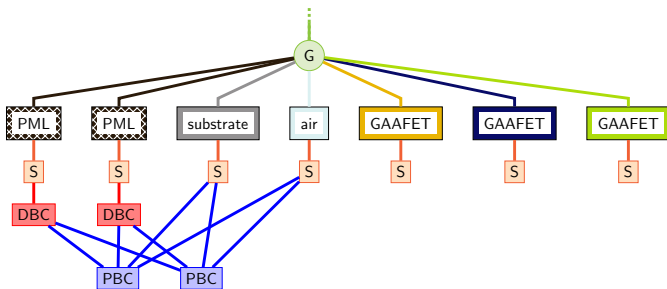 G
PML PML substrate air GAAFET GAAFET GAAFET
S S S S S S S
DBC DBC
PBC PBC